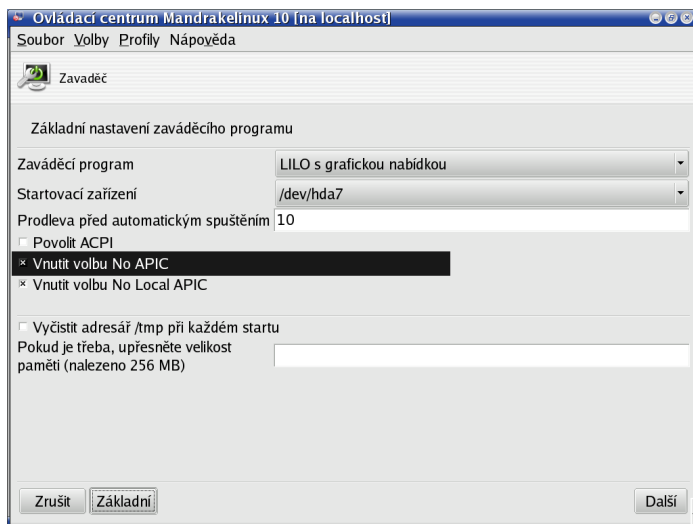 Ovládací centrum Mandrakelinux 10 [na localhost]
Soubor Volby Profily Nápověda
Zavaděč
Základní nastavení zaváděcího programu
Zaváděcí program LILO s grafickou nabídkou
Startovací zařízení /dev/hda7
Prodleva před automatickým spuštěním 10
Povolit ACPI
Vnutit volbu No APIC
Vnutit volbu No Local APIC
Vyčistit adresář /tmp při každém startu
Pokud je třeba, upřesněte velikost
paměti (nalezeno 256 MB)
Zrušit Základní Další